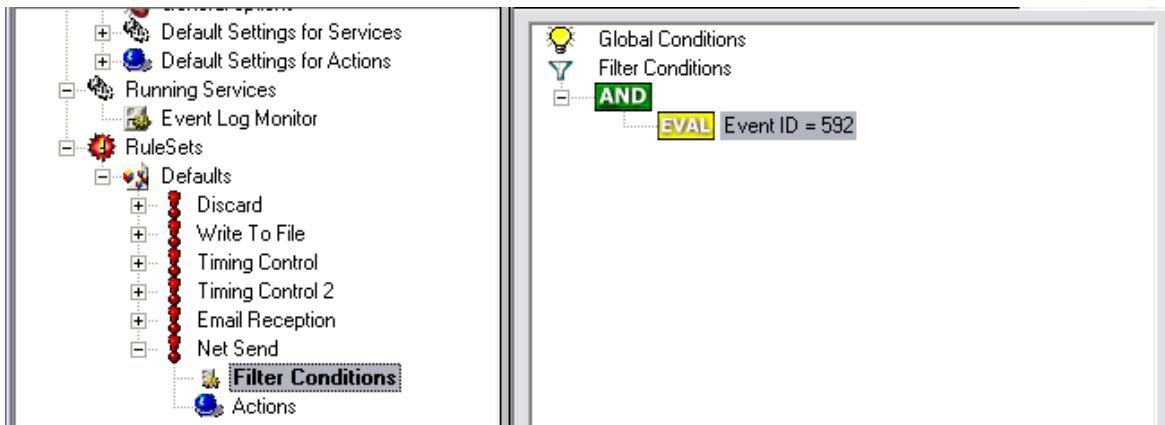 Default Settings for Services
Default Settings for Actions
Running Services
Event Log Monitor
RuleSets
Defaults
Discard
Write To File
Timing Control
Timing Control 2
Email Reception
Net Send
Filter Conditions
Actions
Global Conditions
Filter Conditions
AND
EVAL Event ID = 592